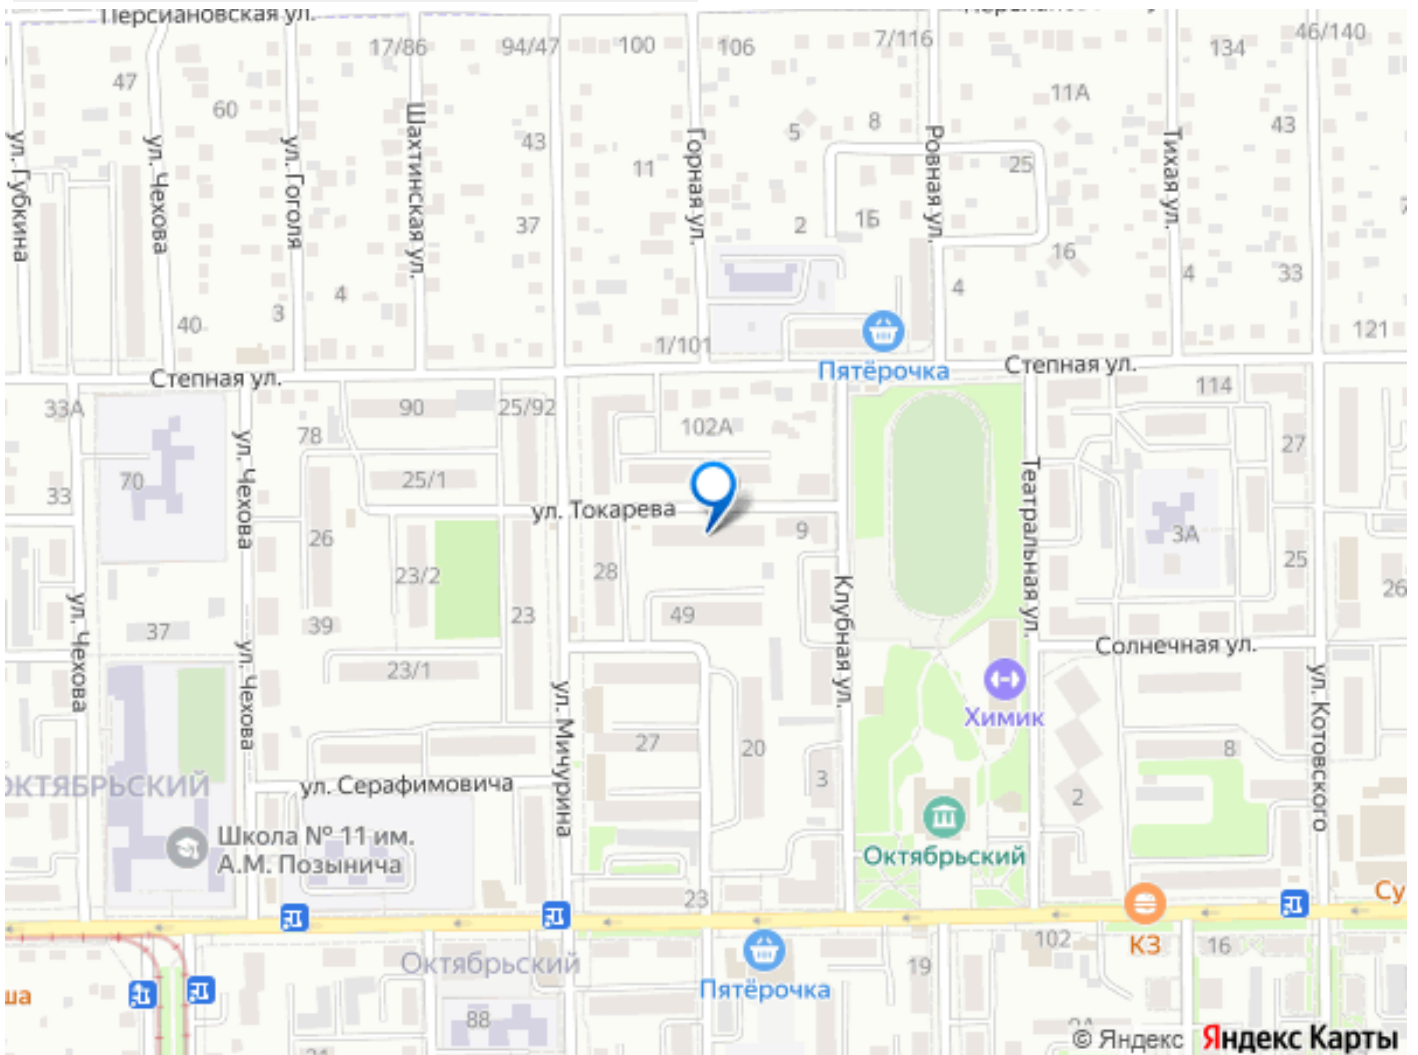 Персиановская ул.
17/86
94/47
100
106
7/116
134
46/140
47
60
43
11
5
8
11А
43
25
ул. Губкина
ул. Чехова
ул. Гоголя
Шахтинская ул.
Горная ул.
Ровная ул.
Тихая ул.
37
2
1Б
16
4
4
33
40
3
4
1/101
121
Пятёрочка
Степная ул.
Степная ул.
33А
90
25/92
102А
114
78
27
70
25/1
33
ул. Чехова
ул. Токарева
26
9
3А
Театральная ул.
25
23/2
28
26
ул. Чехова
37
39
23
49
Клубная ул.
Солнечная ул.
ул. Чехова
23/1
Химик
ул. Мичурина
27
20
8
ул. Котовского
ОКТЯБРЬСКИЙ
ул. Серафимовича
3
2
Школа № 11 им.
А.М. Позынича
Октябрьский
23
Су
КЗ
102
16
Октябрьский
19
Пятёрочка
ша
88
© Яндекс Яндекс Карты